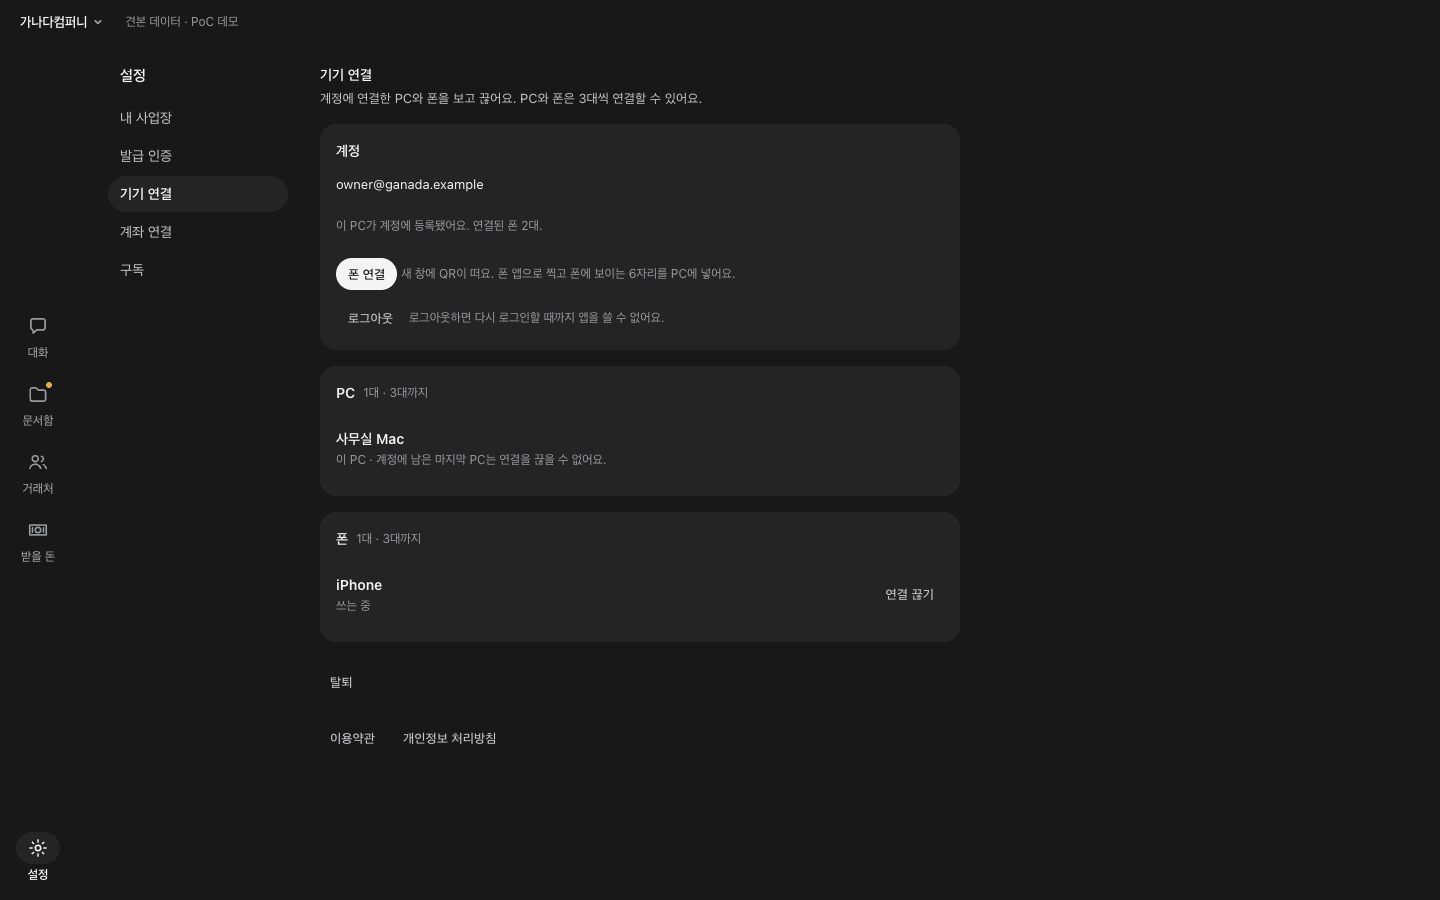 가나다컴퍼니
견본 데이터 · PoC 데모
설정
내 사업장
발급 인증
기기 연결
계좌 연결
구독
대화
문서함
거래처
받을 돈
설정
기기 연결
계정에 연결한 PC와 폰을 보고 끊어요. PC와 폰은 3대씩 연결할 수 있어요.
계정
owner@ganada.example
이 PC가 계정에 등록됐어요. 연결된 폰 2대.
폰 연결 새 창에 QR이 떠요. 폰 앱으로 찍고 폰에 보이는 6자리를 PC에 넣어요.
로그아웃 로그아웃하면 다시 로그인할 때까지 앱을 쓸 수 없어요.
PC 1대 · 3대까지
사무실 Mac
이 PC · 계정에 남은 마지막 PC는 연결을 끊을 수 없어요.
폰 1대 · 3대까지
iPhone
쓰는 중
연결 끊기
탈퇴
이용약관 개인정보 처리방침